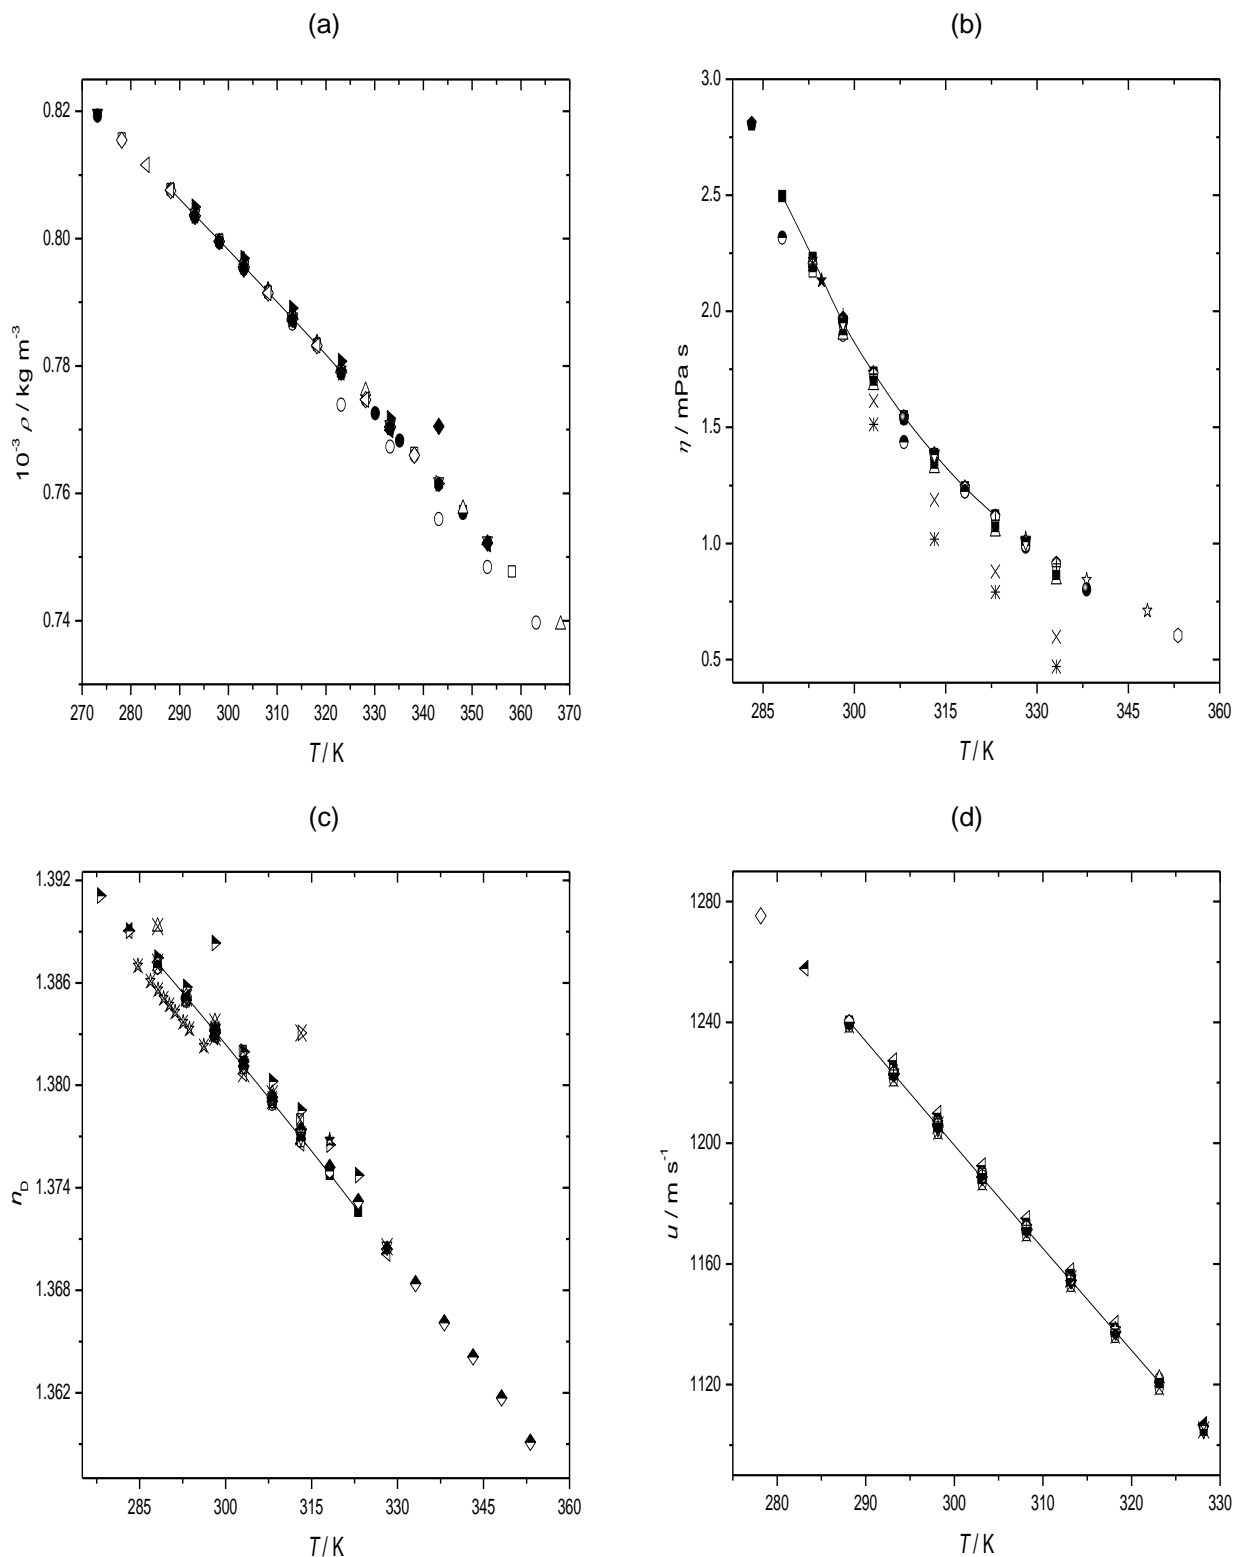 (a)
(b)
0.82
0.80
0.78
0.76
0.74
10⁻³ ρ / kg m⁻³
270 280 290 300 310 320 330 340 350 360 370
T / K
3.0
2.5
2.0
1.5
1.0
0.5
η / mPa s
285 300 315 330 345 360
T / K
(c)
(d)
1.392
1.386
1.380
1.374
1.368
1.362
n_D
285 300 315 330 345 360
T / K
1280
1240
1200
1160
1120
u / m s⁻¹
280 290 300 310 320 330
T / K